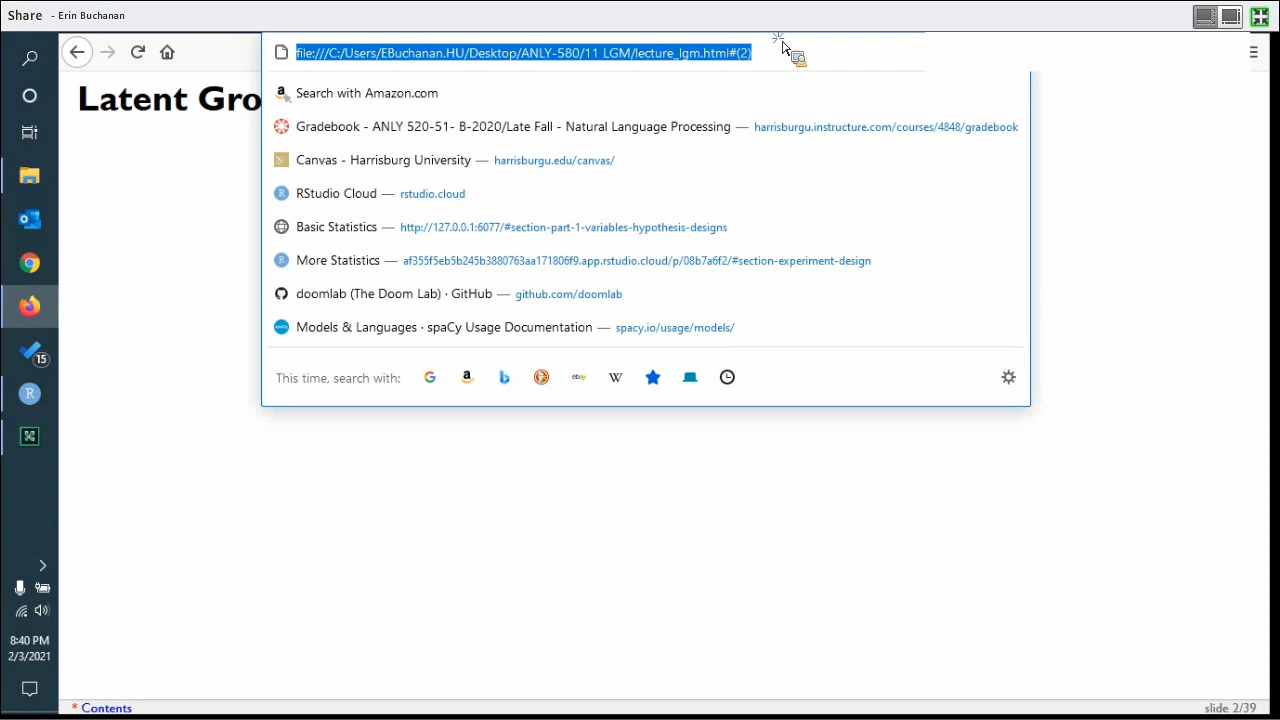 Share - Erin Buchanan
file:///C:/Users/EBuchanan.HU/Desktop/ANLY-580/11 LGM/lecture_lgm.html#(2)
Search with Amazon.com
Latent Gro
Gradebook - ANLY 520-51- B-2020/Late Fall - Natural Language Processing — harrisburgu.instructure.com/courses/4848/gradebook
Canvas - Harrisburg University — harrisburgu.edu/canvas/
RStudio Cloud — rstudio.cloud
Basic Statistics — http://127.0.0.1:6077/#section-part-1-variables-hypothesis-designs
More Statistics — af355f5eb5b245b3880763aa171806f9.app.rstudio.cloud/p/08b7a6f2/#section-experiment-design
doomlab (The Doom Lab) · GitHub — github.com/doomlab
Models & Languages · spaCy Usage Documentation — spacy.io/usage/models/
This time, search with:
15
8:40 PM
2/3/2021
* Contents
slide 2/39